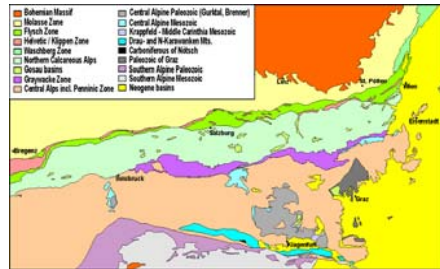 Bohemian Massif
Molasse Zone
Flysch Zone
Helvetic / Klippen Zone
Waschberg Zone
Northern Calcareous Alps
Gosau basins
Graywacke Zone
Central Alps incl. Penninic Zone
Central Alpine Paleozoic (Gurktal, Brenner)
Central Alpine Mesozoic
Krappfeld - Middle Carinthia Mesozoic
Drau- and N-Karawanken Mts.
Carboniferous of Nötsch
Paleozoic of Graz
Southern Alpine Paleozoic
Southern Alpine Mesozoic
Neogene basins
Linz
St. Pölten
Wien
Eisenstadt
Salzburg
Bregenz
Innsbruck
Graz
Klagenfurt